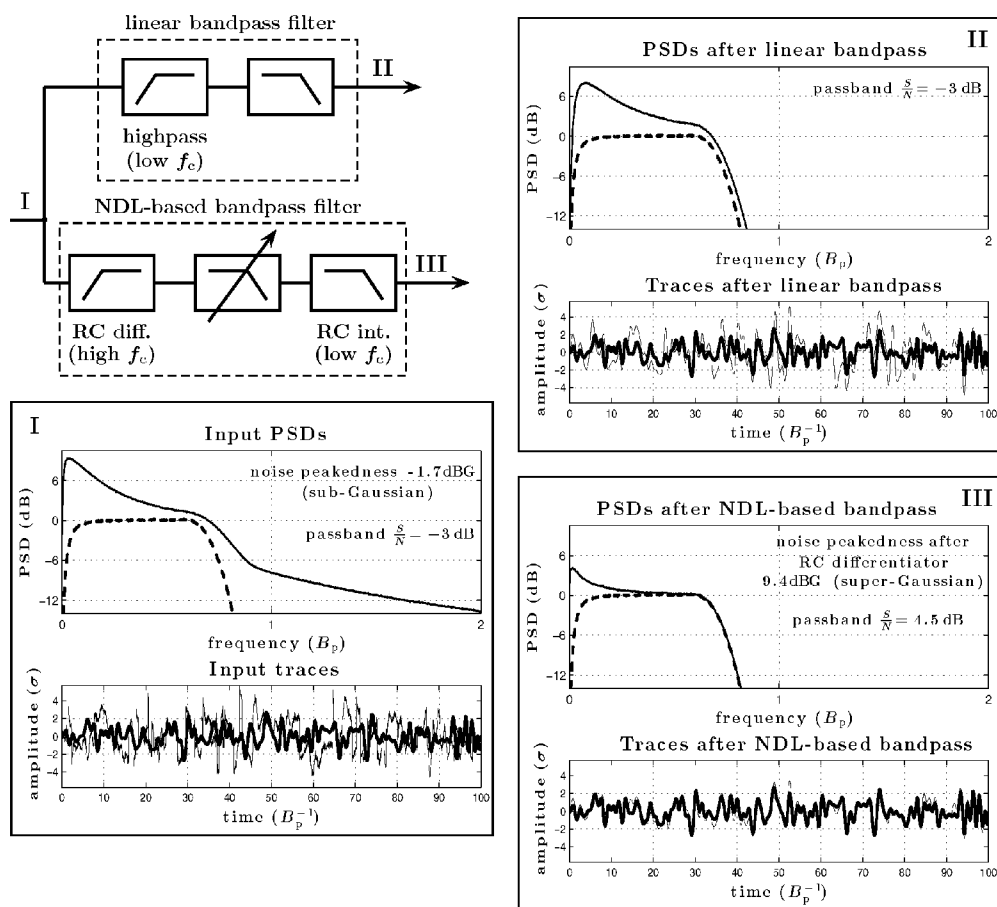 linear bandpass filter
II
highpass
(low f_c)
I
NDL-based bandpass filter
III
RC diff.
(high f_c)
RC int.
(low f_c)
I
Input PSDs
noise peakedness -1.7dBG
(sub-Gaussian)
passband S/N = −3 dB
PSD (dB)
6
0
−6
−12
0
1
2
frequency (B_p)
Input traces
amplitude (σ)
4
2
0
−2
−4
0 10 20 30 40 50 60 70 80 90 100
time (B_p^-1)
II
PSDs after linear bandpass
passband S/N = −3 dB
PSD (dB)
6
0
−6
−12
0
1
2
frequency (B_p)
Traces after linear bandpass
amplitude (σ)
4
2
0
−2
−4
0 10 20 30 40 50 60 70 80 90 100
time (B_p^-1)
III
PSDs after NDL-based bandpass
noise peakedness after
RC differentiator
9.4dBG (super-Gaussian)
passband S/N = 4.5 dB
PSD (dB)
6
0
−6
−12
0
1
2
frequency (B_p)
Traces after NDL-based bandpass
amplitude (σ)
4
2
0
−2
−4
0 10 20 30 40 50 60 70 80 90 100
time (B_p^-1)